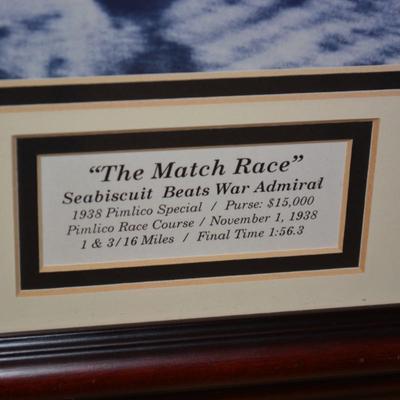 “The Match Race”
Seabiscuit Beats War Admiral
1938 Pimlico Special / Purse: $15,000
Pimlico Race Course / November 1, 1938
1 & 3/16 Miles / Final Time 1:56.3